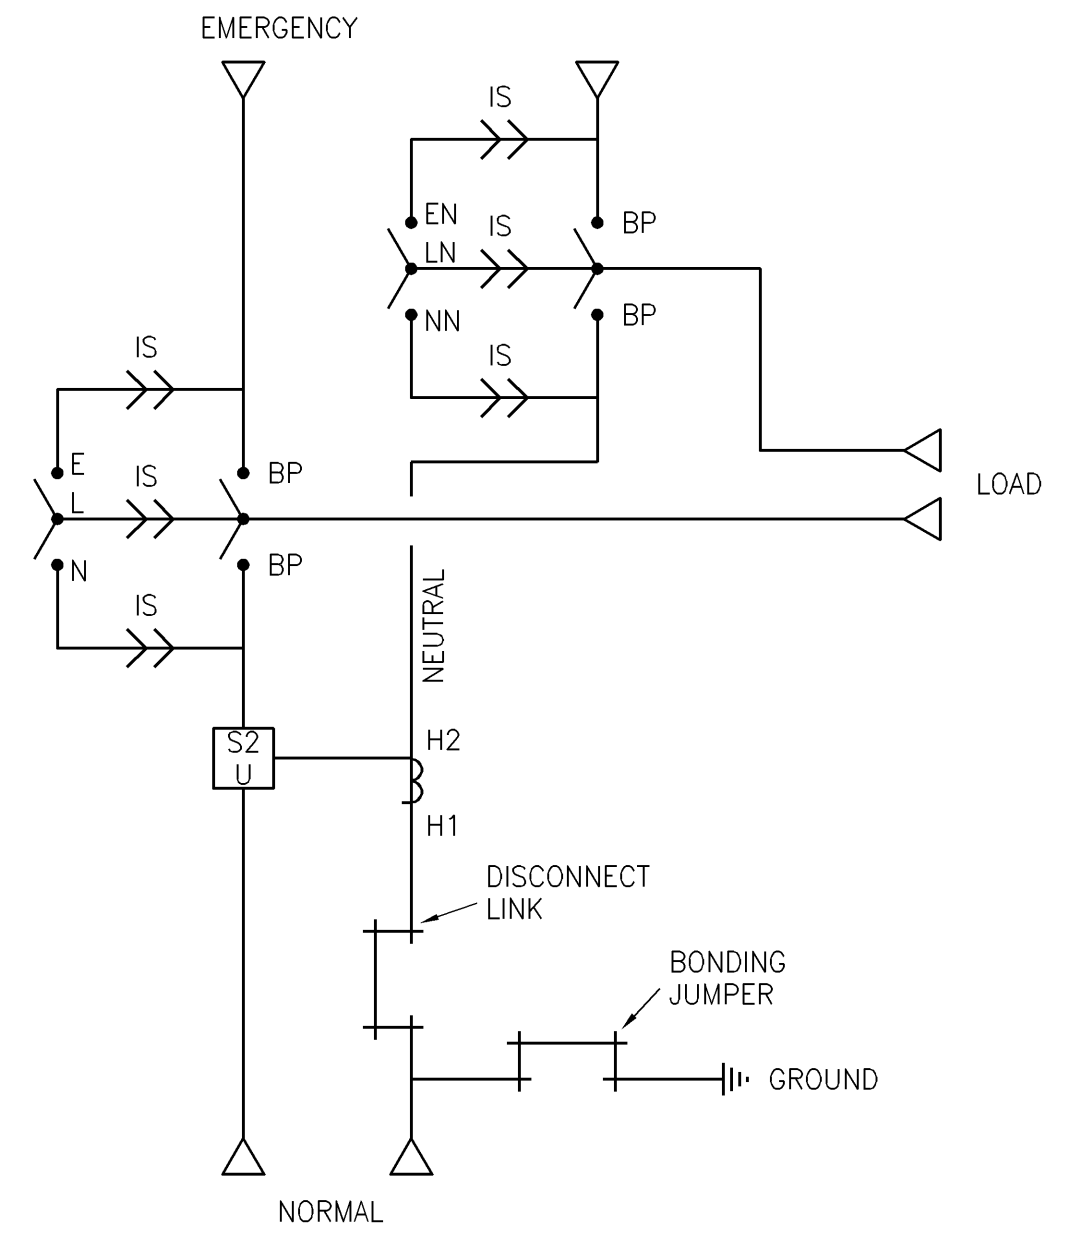 EMERGENCY
IS
EN
IS
BP
LN
NN
BP
IS
IS
E
IS
BP
L
N
BP
LOAD
IS
NEUTRAL
S2
U
H2
H1
DISCONNECT
LINK
BONDING
JUMPER
GROUND
NORMAL